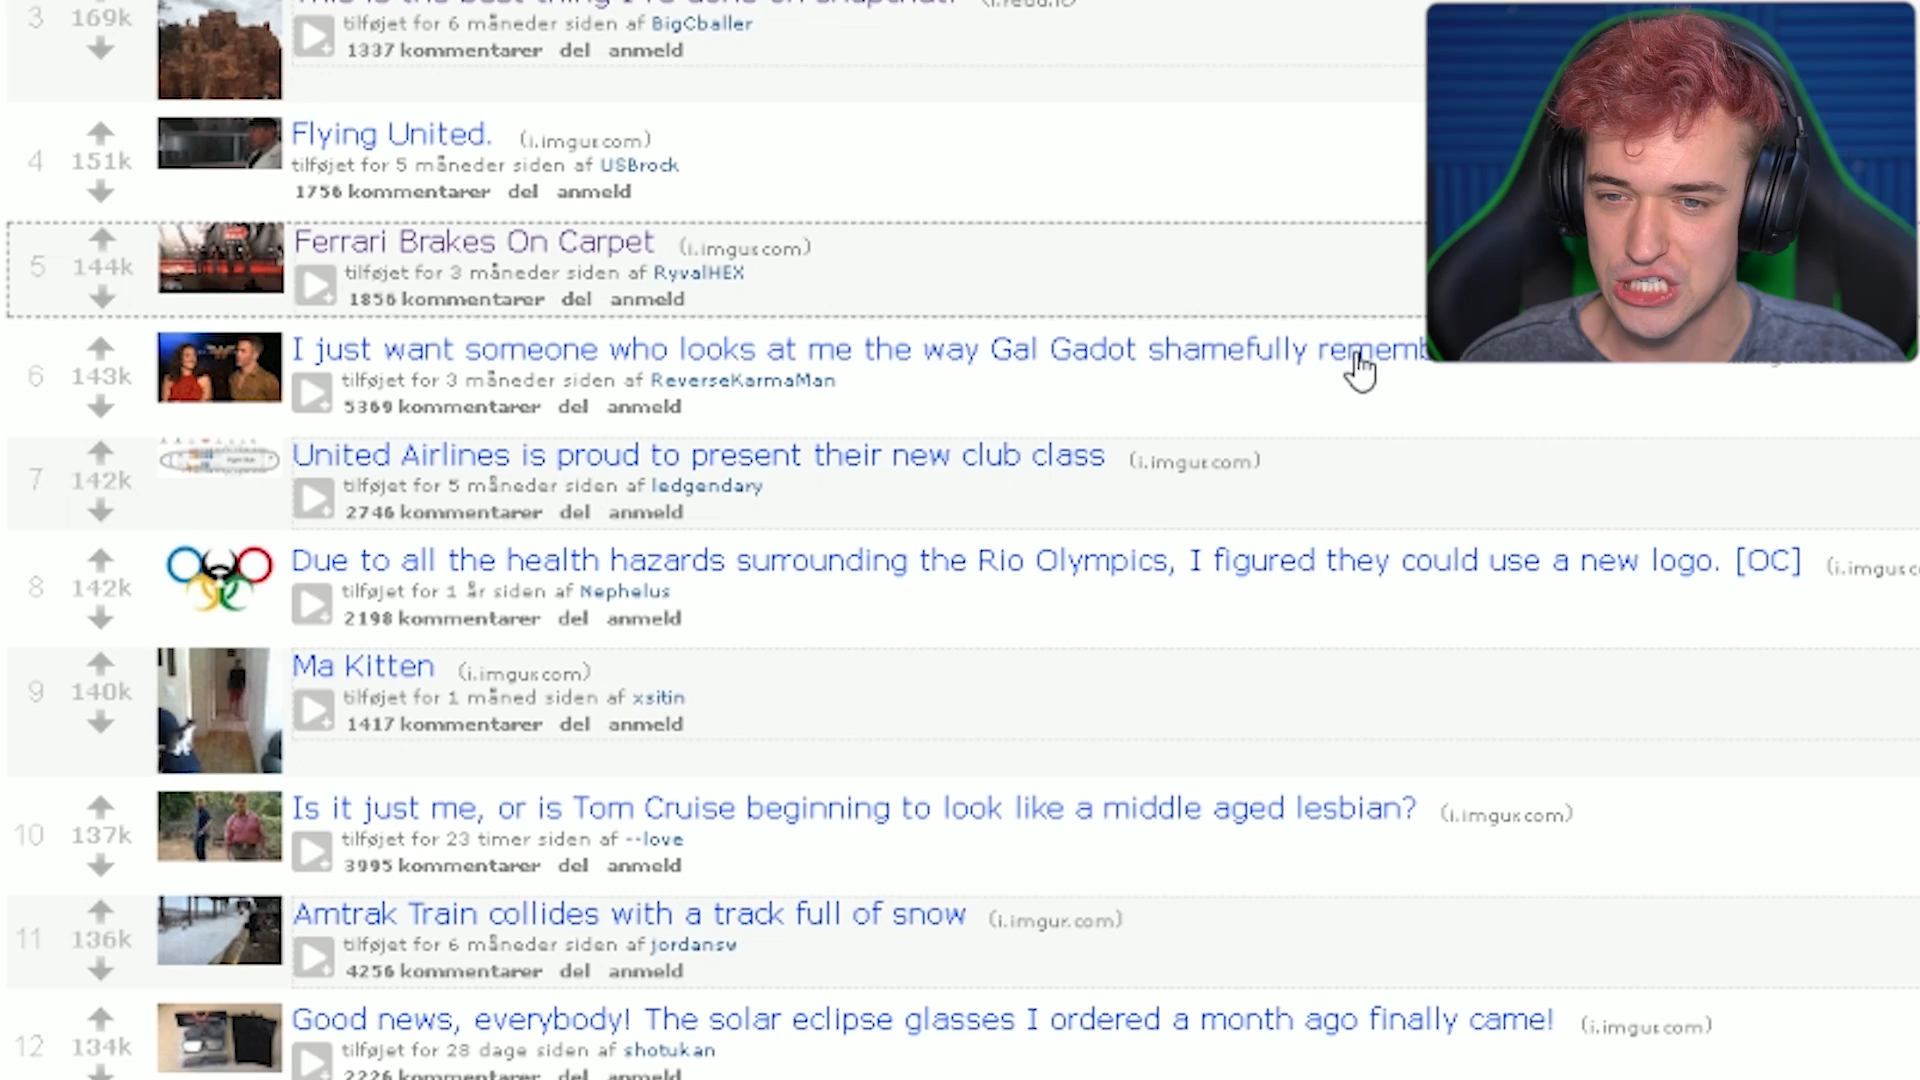 3
169k
tilføjet for 6 måneder siden af BigCballer
1337 kommentarer del anmeld
4
151k
Flying United. (i.imgur.com)
tilføjet for 5 måneder siden af USBrock
1756 kommentarer del anmeld
5
144k
Ferrari Brakes On Carpet (i.imgur.com)
tilføjet for 3 måneder siden af RyvalHEX
1856 kommentarer del anmeld
6
143k
I just want someone who looks at me the way Gal Gadot shamefully rememb
tilføjet for 3 måneder siden af ReverseKarmaMan
5369 kommentarer del anmeld
7
142k
United Airlines is proud to present their new club class (i.imgur.com)
tilføjet for 5 måneder siden af ledgendary
2746 kommentarer del anmeld
8
142k
Due to all the health hazards surrounding the Rio Olympics, I figured they could use a new logo. [OC] (i.imgur.c
tilføjet for 1 år siden af Nephelus
2198 kommentarer del anmeld
9
140k
Ma Kitten (i.imgur.com)
tilføjet for 1 måned siden af xsitin
1417 kommentarer del anmeld
10
137k
Is it just me, or is Tom Cruise beginning to look like a middle aged lesbian? (i.imgur.com)
tilføjet for 23 timer siden af --love
3995 kommentarer del anmeld
11
136k
Amtrak Train collides with a track full of snow (i.imgur.com)
tilføjet for 6 måneder siden af jordansw
4256 kommentarer del anmeld
12
134k
Good news, everybody! The solar eclipse glasses I ordered a month ago finally came! (i.imgur.com)
tilføjet for 28 dage siden af shotukan
2226 kommentarer del anmeld